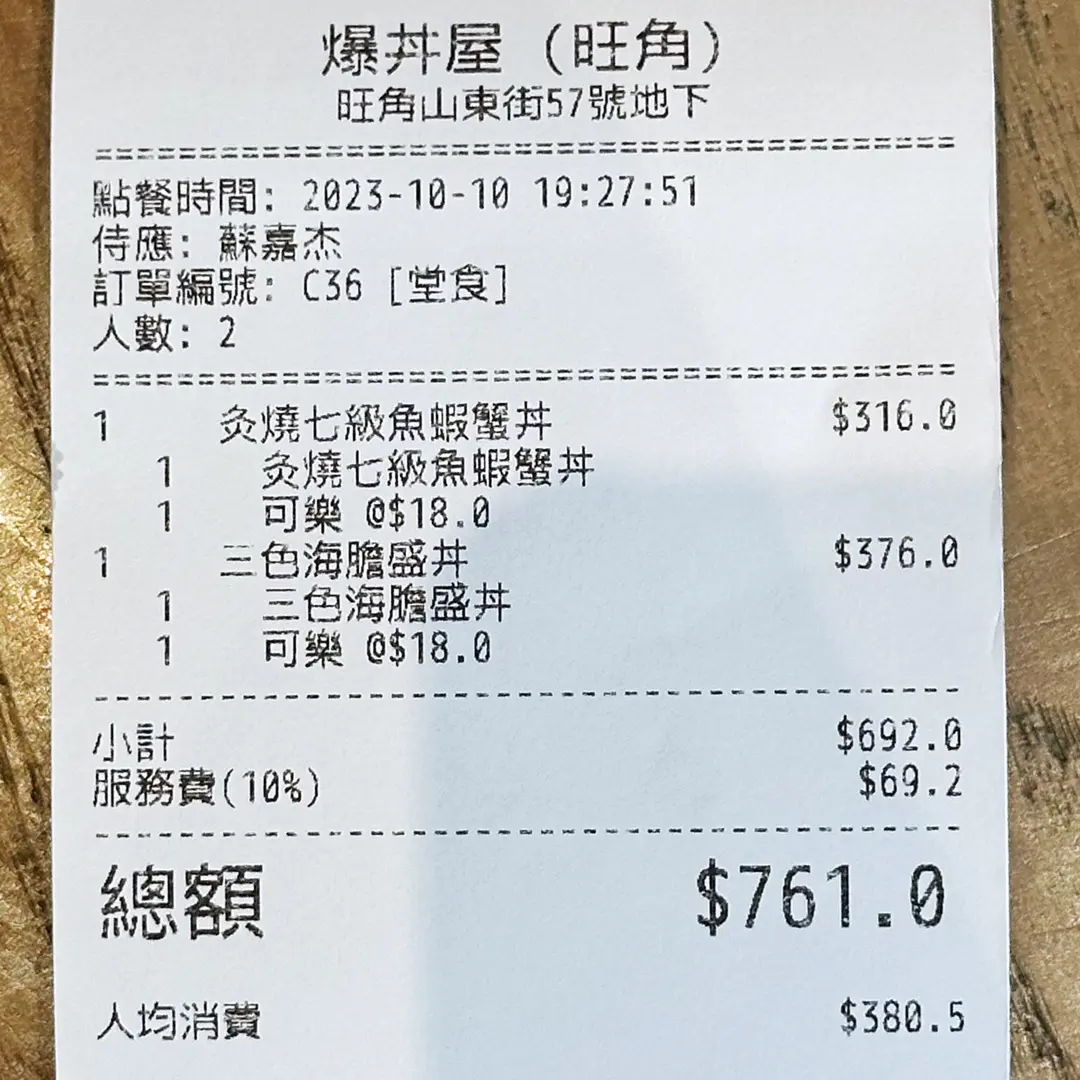 爆丼屋 (旺角)
旺角山東街57號地下
點餐時間: 2023-10-10 19:27:51
侍應: 蘇嘉杰
訂單編號: C36 [堂食]
人數: 2
1 灸燒七級魚蝦蟹丼 $316.0
1 灸燒七級魚蝦蟹丼
1 可樂 @$18.0
1 三色海膽盛丼 $376.0
1 三色海膽盛丼
1 可樂 @$18.0
小計 $692.0
服務費(10%) $69.2
總額 $761.0
人均消費 $380.5